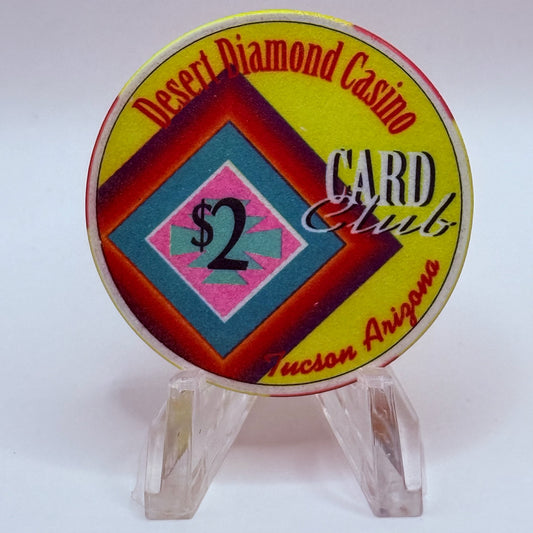 Desert Diamond Casino
CARD
Club
$2
Tucson Arizona